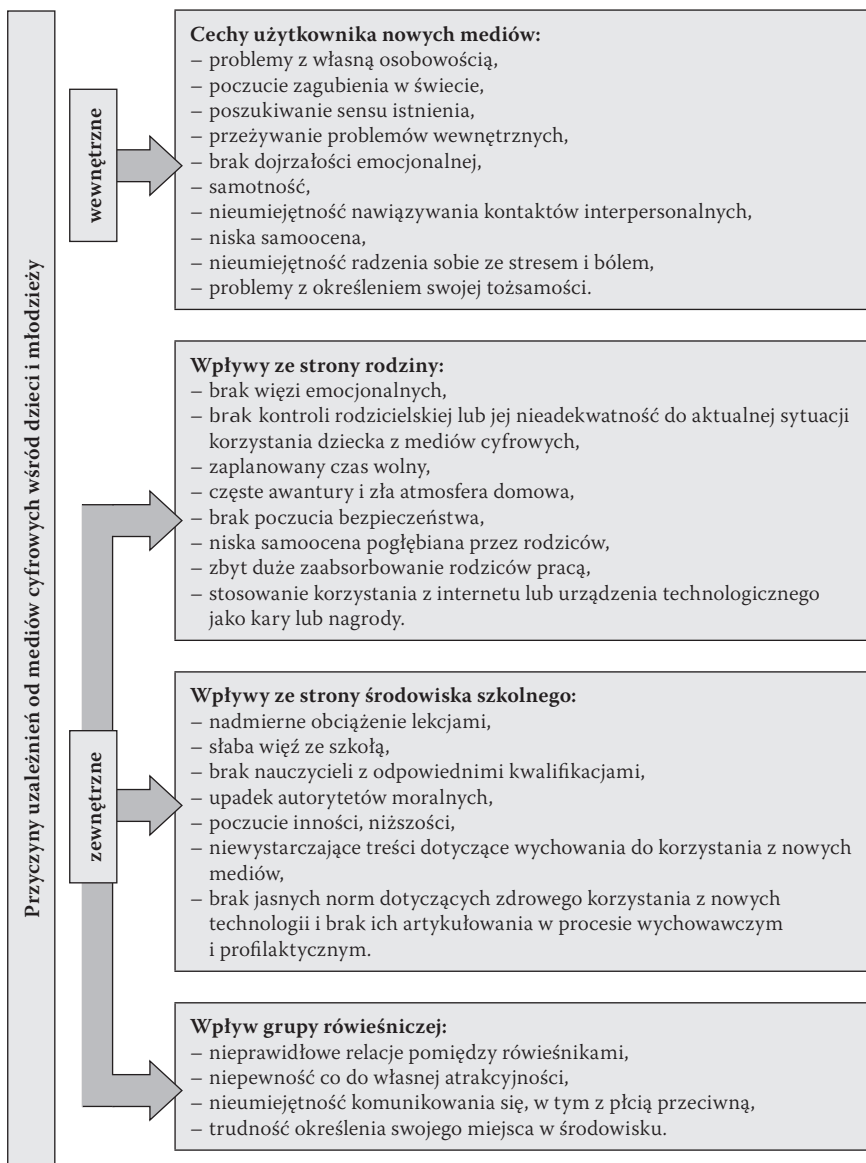 Przyczyny uzależnień od mediów cyfrowych wśród dzieci i młodzieży
wewnętrzne
Cechy użytkownika nowych mediów:
– problemy z własną osobowością,
– poczucie zagubienia w świecie,
– poszukiwanie sensu istnienia,
– przeżywanie problemów wewnętrznych,
– brak dojrzałości emocjonalnej,
– samotność,
– nieumiejętność nawiązywania kontaktów interpersonalnych,
– niska samoocena,
– nieumiejętność radzenia sobie ze stresem i bólem,
– problemy z określeniem swojej tożsamości.
zewnętrzne
Wpływy ze strony rodziny:
– brak więzi emocjonalnych,
– brak kontroli rodzicielskiej lub jej nieadekwatność do aktualnej sytuacji
korzystania dziecka z mediów cyfrowych,
– zaplanowany czas wolny,
– częste awantury i zła atmosfera domowa,
– brak poczucia bezpieczeństwa,
– niska samoocena pogłębiana przez rodziców,
– zbyt duże zaabsorbowanie rodziców pracą,
– stosowanie korzystania z internetu lub urządzenia technologicznego
jako kary lub nagrody.
Wpływy ze strony środowiska szkolnego:
– nadmierne obciążenie lekcjami,
– słaba więź ze szkołą,
– brak nauczycieli z odpowiednimi kwalifikacjami,
– upadek autorytetów moralnych,
– poczucie inności, niższości,
– niewystarczające treści dotyczące wychowania do korzystania z nowych
mediów,
– brak jasnych norm dotyczących zdrowego korzystania z nowych
technologii i brak ich artykułowania w procesie wychowawczym
i profilaktycznym.
Wpływ grupy rówieśniczej:
– nieprawidłowe relacje pomiędzy rówieśnikami,
– niepewność co do własnej atrakcyjności,
– nieumiejętność komunikowania się, w tym z płcią przeciwną,
– trudność określenia swojego miejsca w środowisku.